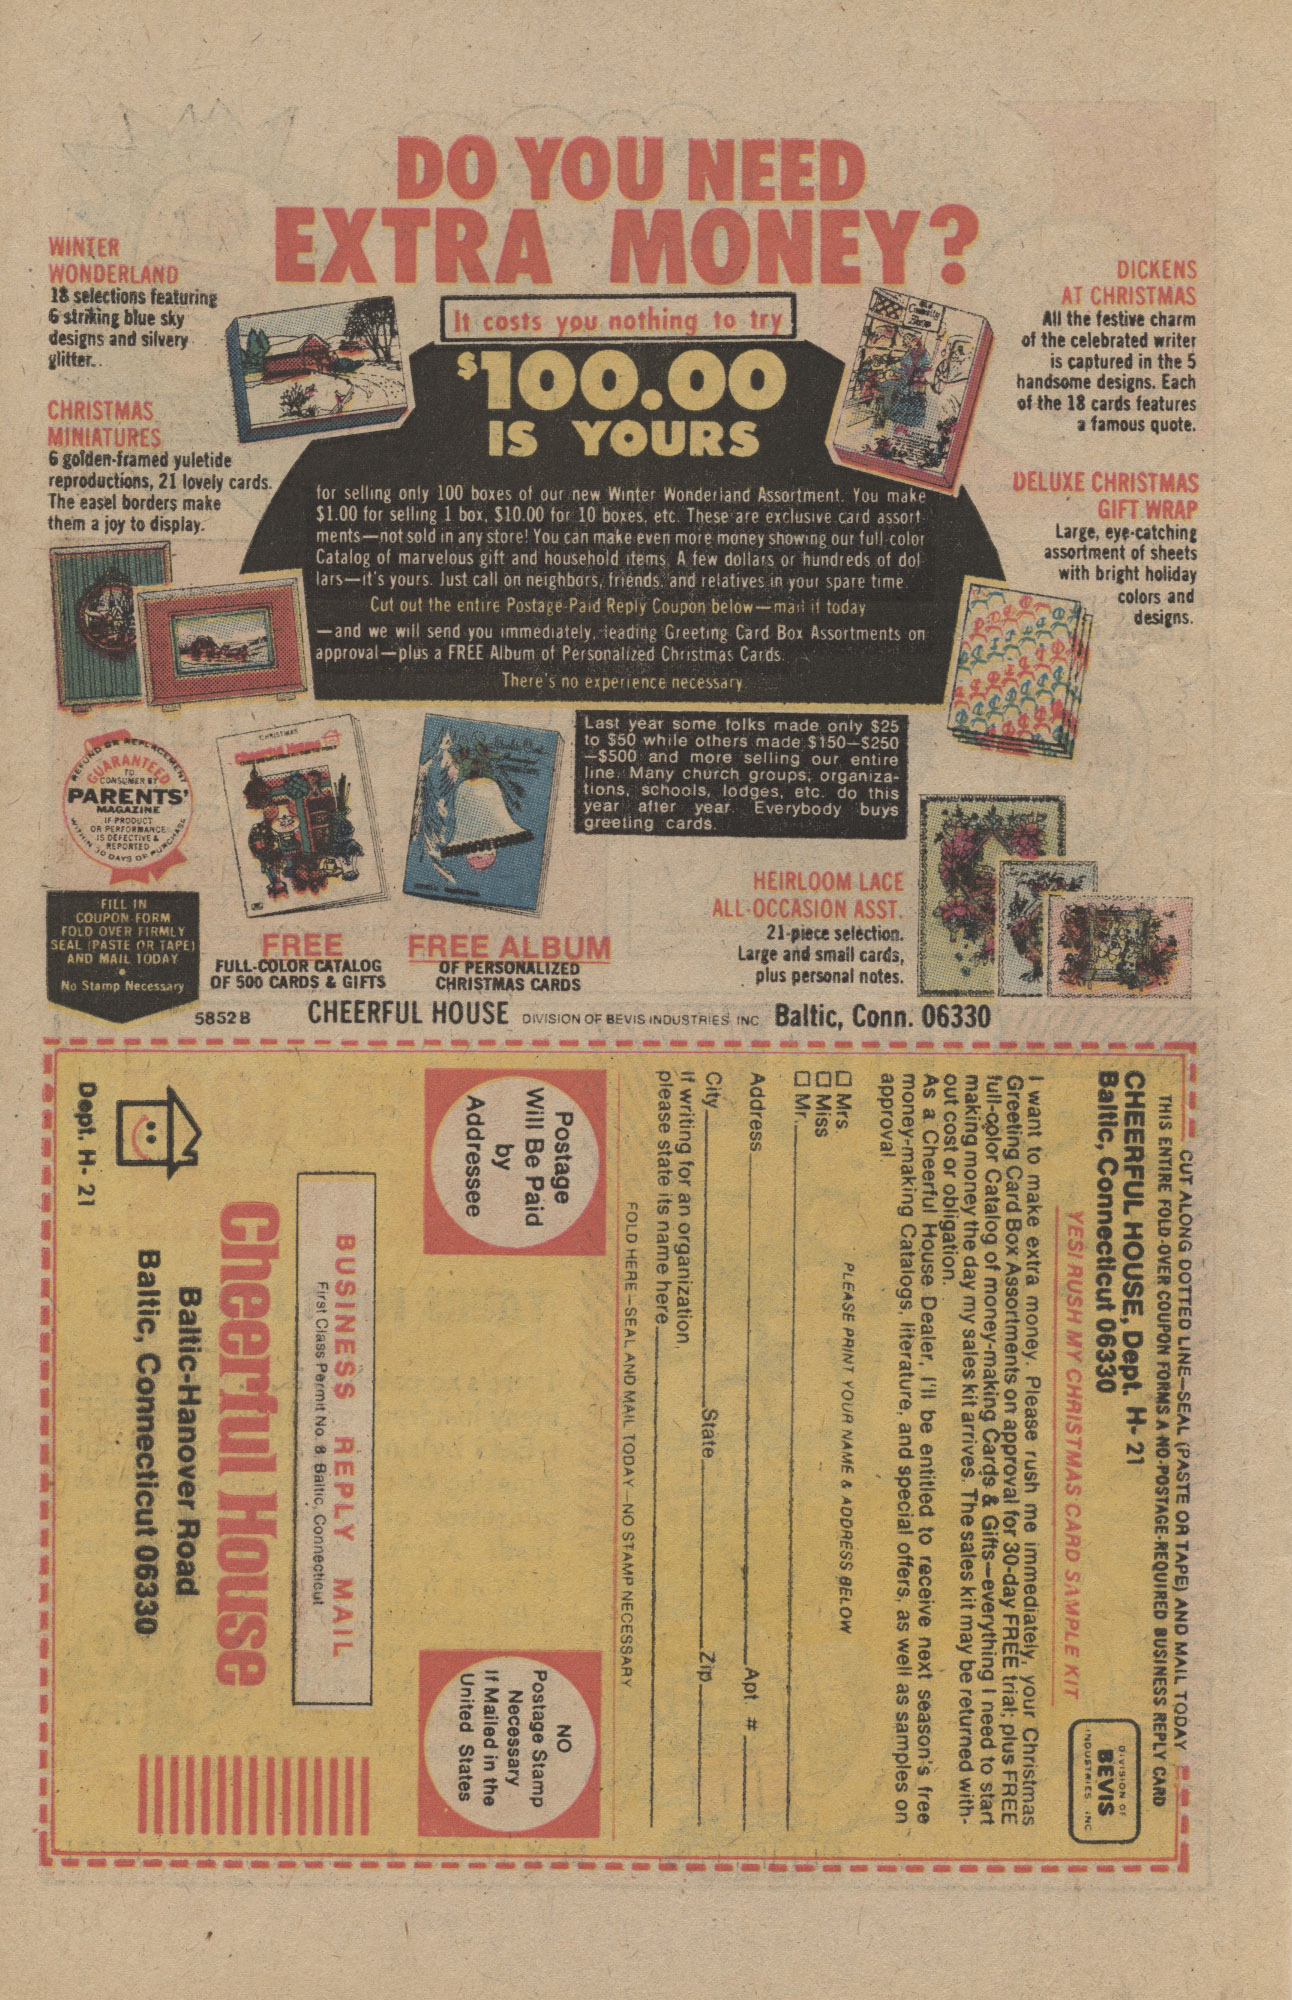 DO YOU NEED
EXTRA MONEY?
It costs you nothing to try
$100.00
IS YOURS
for selling only 100 boxes of our new Winter Wonderland Assortment. You make
$1.00 for selling 1 box, $10.00 for 10 boxes, etc. These are exclusive card assort
ments—not sold in any store! You can make even more money showing our full-color
Catalog of marvelous gift and household items. A few dollars or hundreds of dol
lars—it's yours. Just call on neighbors, friends, and relatives in your spare time.
Cut out the entire Postage-Paid Reply Coupon below—mail it today
—and we will send you immediately, leading Greeting Card Box Assortments on
approval—plus a FREE Album of Personalized Christmas Cards.
There's no experience necessary.
WINTER
WONDERLAND
18 selections featuring
6 striking blue sky
designs and silvery
glitter.
CHRISTMAS
MINIATURES
6 golden-framed yuletide
reproductions, 21 lovely cards.
The easel borders make
them a joy to display.
DICKENS
AT CHRISTMAS
All the festive charm
of the celebrated writer
is captured in the 5
handsome designs. Each
of the 18 cards features
a famous quote.
DELUXE CHRISTMAS
GIFT WRAP
Large, eye-catching
assortment of sheets
with bright holiday
colors and
designs.
Last year some folks made only $25
to $50 while others made $150—$250
—$500 and more selling our entire
line. Many church groups, organiza-
tions, schools, lodges, etc. do this
year after year. Everybody buys
greeting cards.
REFUND OR REPLACEMENT
GUARANTEED
TO
CONSUMER BY
PARENTS'
MAGAZINE
IF PRODUCT
OR PERFORMANCE
IS DEFECTIVE &
REPORTED
WITHIN 30 DAYS OF PURCHASE
CHRISTMAS
Cheerful House
FILL IN
COUPON-FORM
FOLD OVER FIRMLY
SEAL (PASTE OR TAPE)
AND MAIL TODAY
•
No Stamp Necessary
FREE
FULL-COLOR CATALOG
OF 500 CARDS & GIFTS
FREE ALBUM
OF PERSONALIZED
CHRISTMAS CARDS
HEIRLOOM LACE
ALL-OCCASION ASST.
21-piece selection.
Large and small cards,
plus personal notes.
5852B
CHEERFUL HOUSE DIVISION OF BEVIS INDUSTRIES INC Baltic, Conn. 06330
CUT ALONG DOTTED LINE—SEAL (PASTE OR TAPE) AND MAIL TODAY
THIS ENTIRE FOLD-OVER COUPON FORMS A NO-POSTAGE-REQUIRED BUSINESS REPLY CARD
CHEERFUL HOUSE, Dept. H-21
Baltic, Connecticut 06330
DIVISION OF
BEVIS
INDUSTRIES, INC
YES! RUSH MY CHRISTMAS CARD SAMPLE KIT
I want to make extra money. Please rush me immediately, your Christmas
Greeting Card Box Assortments on approval for 30-day FREE trial; plus FREE
full-color Catalog of money-making Cards & Gifts—everything I need to start
making money the day my sales kit arrives. The sales kit may be returned with-
out cost or obligation.
As a Cheerful House Dealer, I'll be entitled to receive next season's free
money-making Catalogs, literature, and special offers, as well as samples on
approval.
PLEASE PRINT YOUR NAME & ADDRESS BELOW
Mrs.
Miss
Mr.
Address Apt. #
City State Zip
If writing for an organization,
please state its name here
FOLD HERE—SEAL AND MAIL TODAY—NO STAMP NECESSARY
Postage
Will Be Paid
by
Addressee
NO
Postage Stamp
Necessary
If Mailed in the
United States
BUSINESS REPLY MAIL
First Class Permit No. 8 Baltic, Connecticut
Cheerful House
Baltic-Hanover Road
Baltic, Connecticut 06330
Dept. H-21